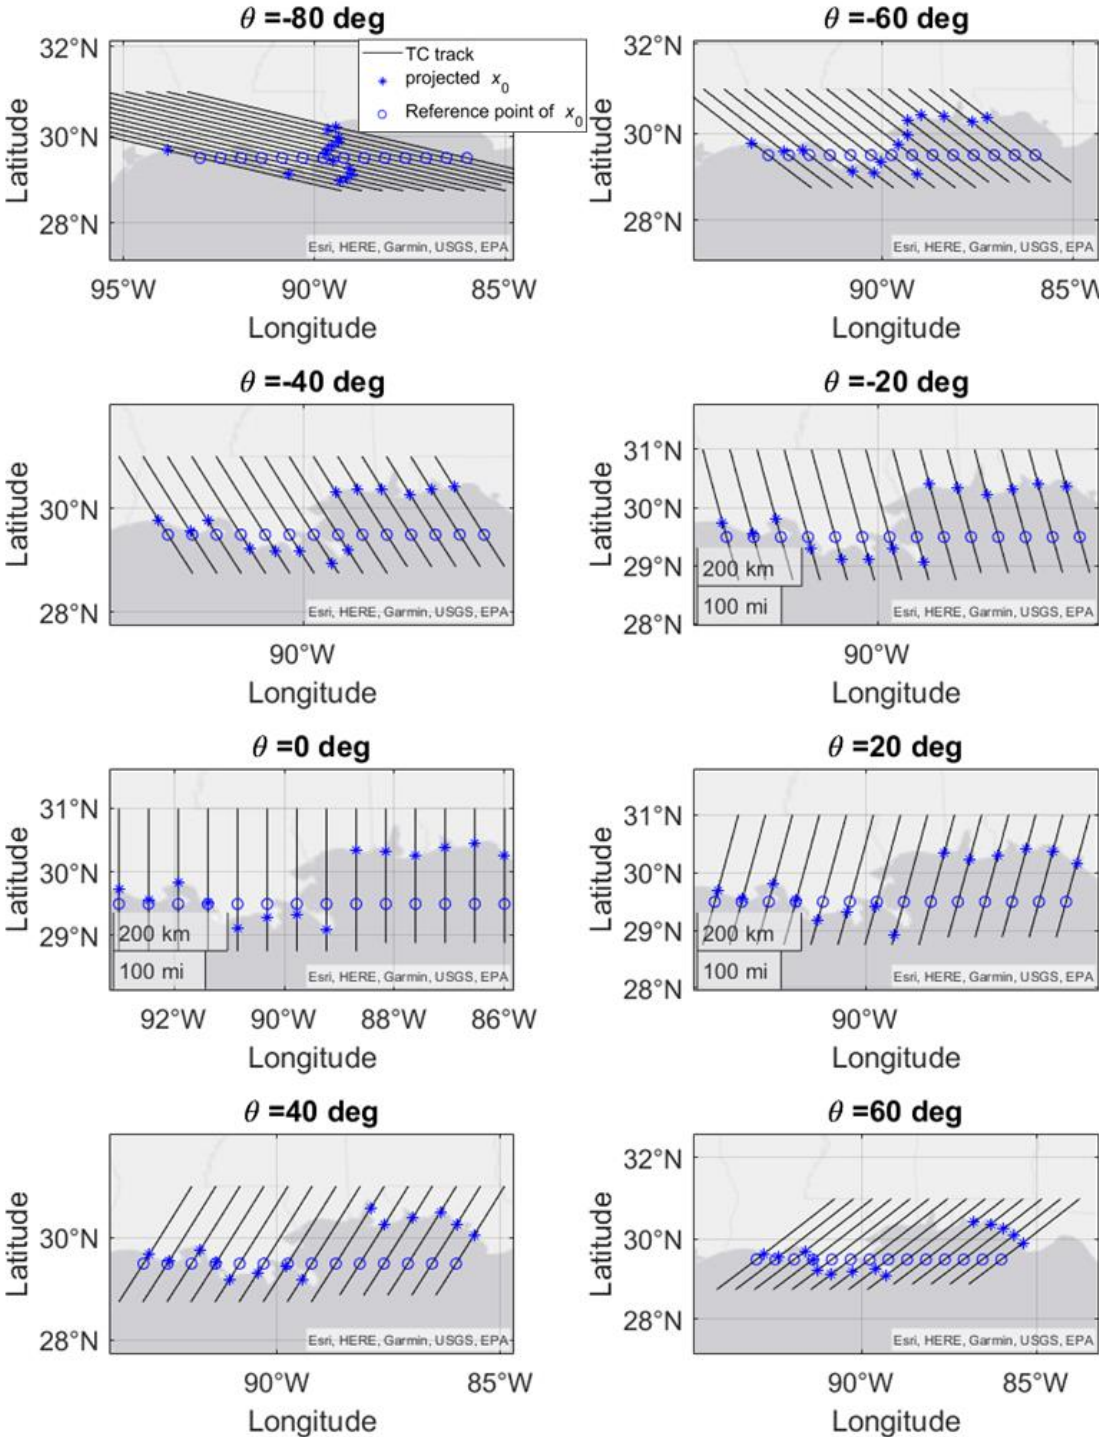 θ =-80 deg
32°N
30°N
28°N
Latitude
TC track
projected x0
Reference point of x0
Esri, HERE, Garmin, USGS, EPA
95°W 90°W 85°W
Longitude
θ =-60 deg
30°N
28°N
32°N
Latitude
Esri, HERE, Garmin, USGS, EPA
90°W 85°W
Longitude
θ =-40 deg
30°N
28°N
Latitude
Esri, HERE, Garmin, USGS, EPA
90°W
Longitude
θ =-20 deg
31°N
30°N
29°N
28°N
Latitude
200 km
100 mi
Esri, HERE, Garmin, USGS, EPA
90°W
Longitude
θ =0 deg
31°N
30°N
29°N
Latitude
200 km
100 mi
Esri, HERE, Garmin, USGS, EPA
92°W 90°W 88°W 86°W
Longitude
θ =20 deg
31°N
30°N
29°N
28°N
Latitude
200 km
100 mi
Esri, HERE, Garmin, USGS, EPA
90°W
Longitude
θ =40 deg
30°N
28°N
Latitude
Esri, HERE, Garmin, USGS, EPA
90°W 85°W
Longitude
θ =60 deg
32°N
30°N
28°N
Latitude
Esri, HERE, Garmin, USGS, EPA
90°W 85°W
Longitude